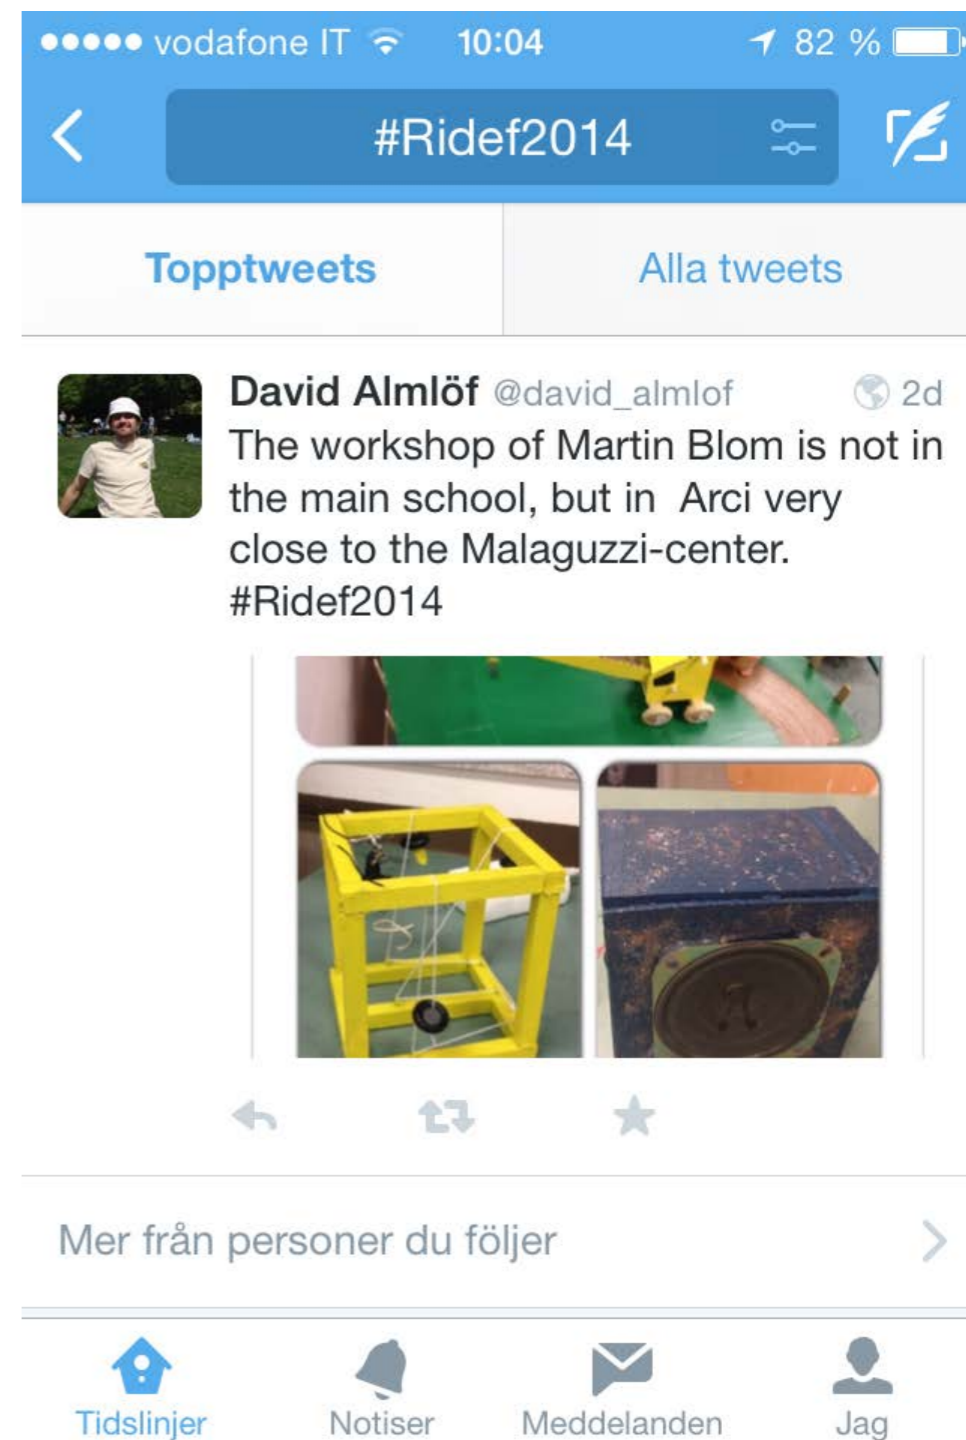 vodafone IT 10:04 82 %
#Ridef2014
Topptweets Alla tweets
David Almlöf @david_almlof 2d
The workshop of Martin Blom is not in
the main school, but in Arci very
close to the Malaguzzi-center.
#Ridef2014
Mer från personer du följer
Tidslinjer Notiser Meddelanden Jag